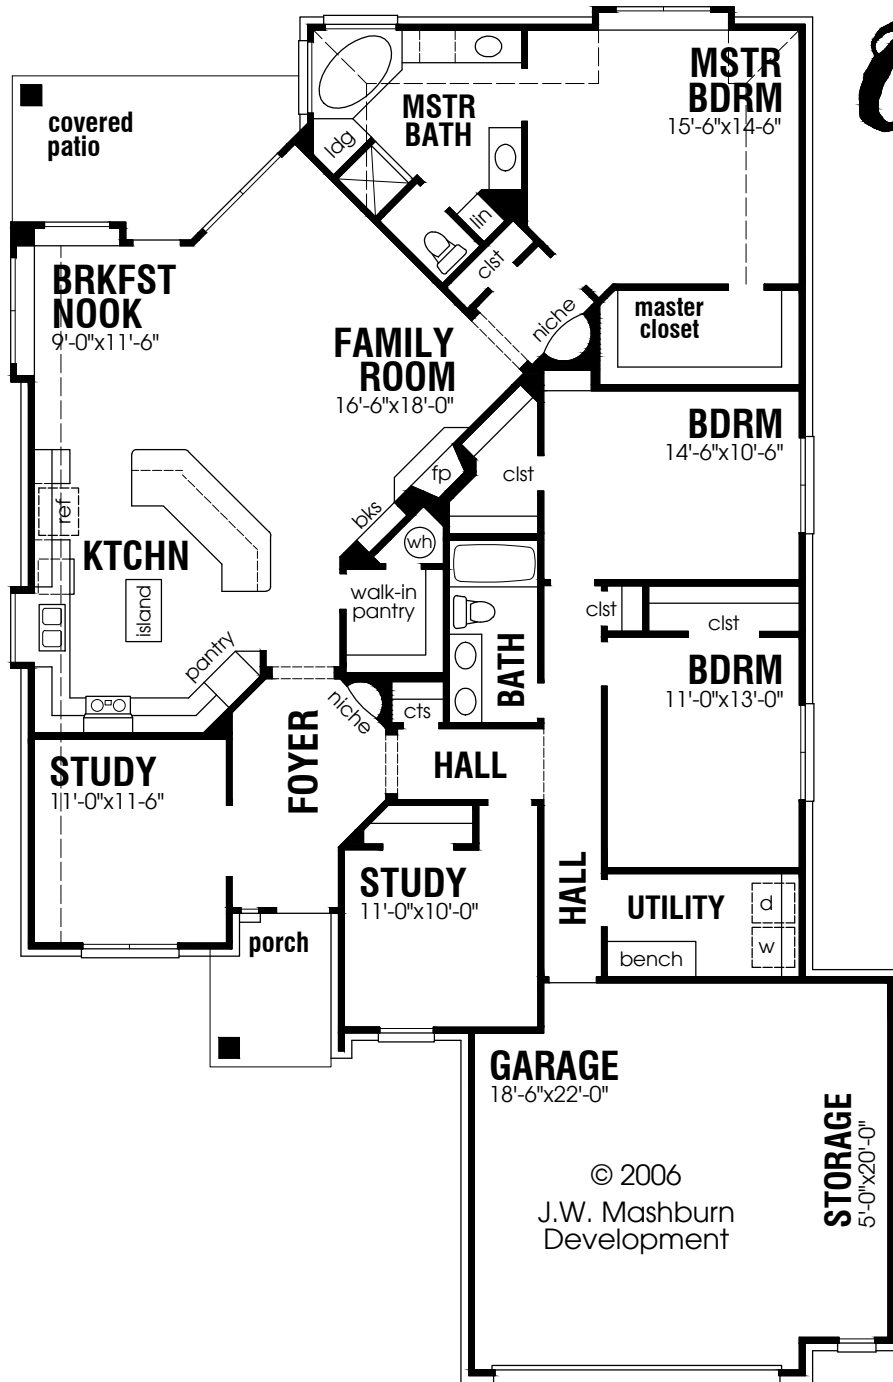 covered
patio
MSTR
BATH
MSTR
BDRM
15'-6"x14-6"
ldg
lin
clst
BRKFST
NOOK
9'-0"x11'-6"
niche
master
closet
FAMILY
ROOM
16'-6"x18'-0"
BDRM
14'-6"x10'-6"
fp
clst
ref
bks
wh
KTCHN
island
walk-in
pantry
pantry
BATH
clst
clst
BDRM
11'-0"x13'-0"
niche
cts
FOYER
HALL
STUDY
11'-0"x11'-6"
STUDY
11'-0"x10'-0"
HALL
UTILITY
d
w
bench
porch
GARAGE
18'-6"x22'-0"
STORAGE
5'-0"x20'-0"
© 2006
J.W. Mashburn
Development